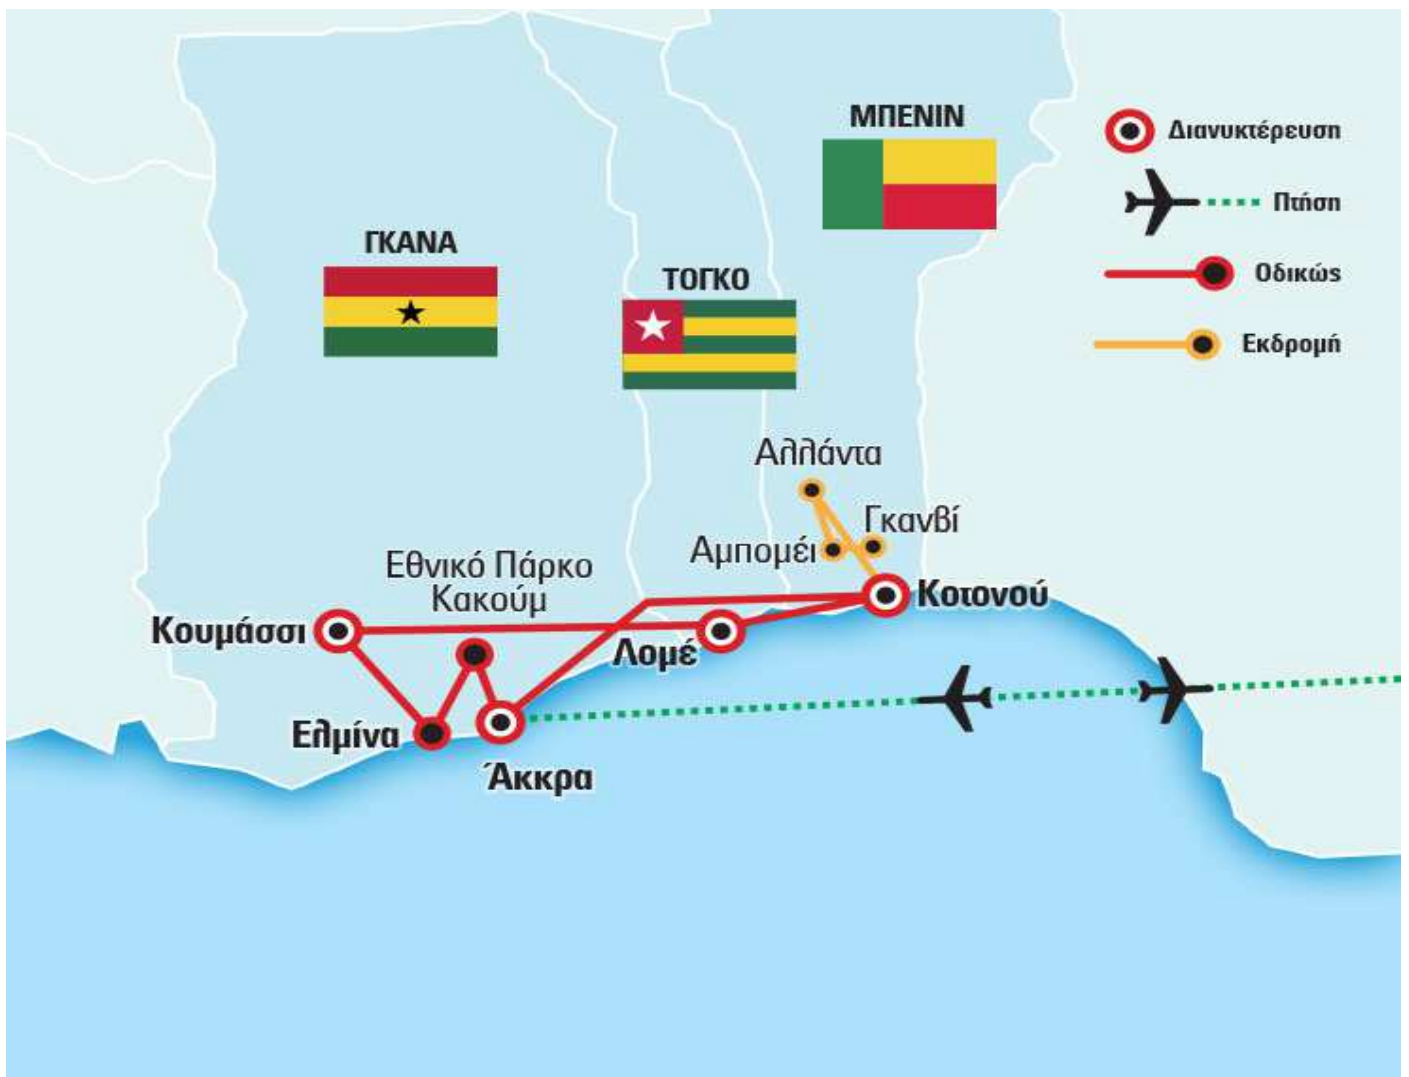 ΜΠΕΝΙΝ
Διανυκτέρευση
Πτήση
ΓΚΑΝΑ
ΤΟΓΚΟ
Οδικώς
Εκδρομή
Αλλάντα
Γκανβί
Αμπομέι
Εθνικό Πάρκο
Κακούμ
Κοτονού
Κουμάσσι
Λομέ
Ελμίνα
Άκκρα